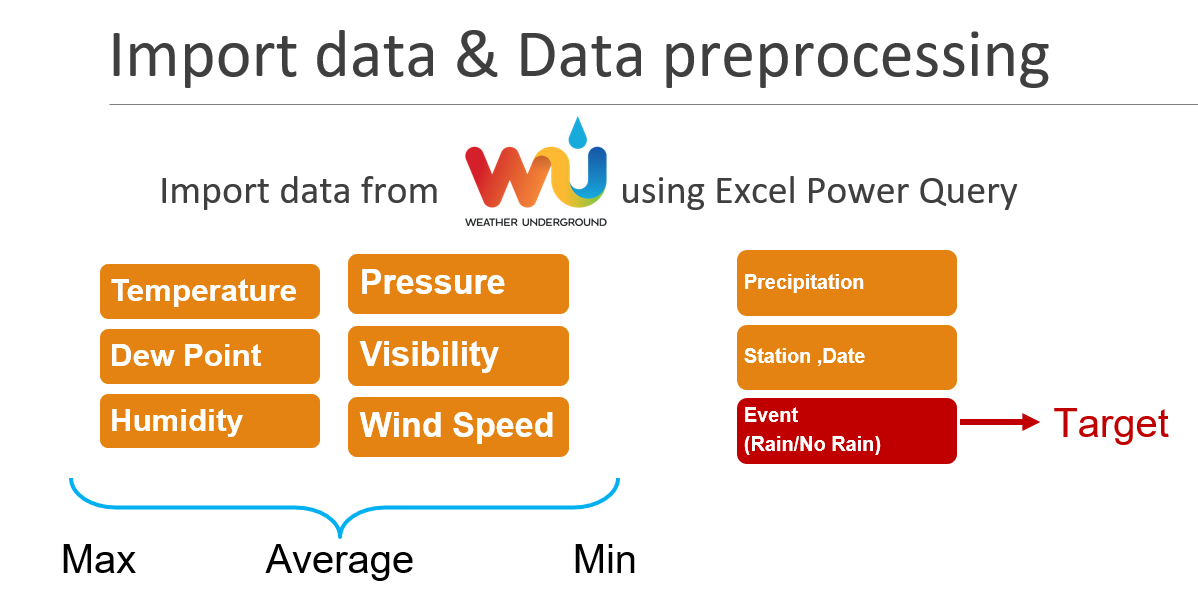 Import data & Data preprocessing
Import data from
WEATHER UNDERGROUND
using Excel Power Query
Temperature
Dew Point
Humidity
Pressure
Visibility
Wind Speed
Precipitation
Station ,Date
Event
(Rain/No Rain)
Target
Max
Average
Min